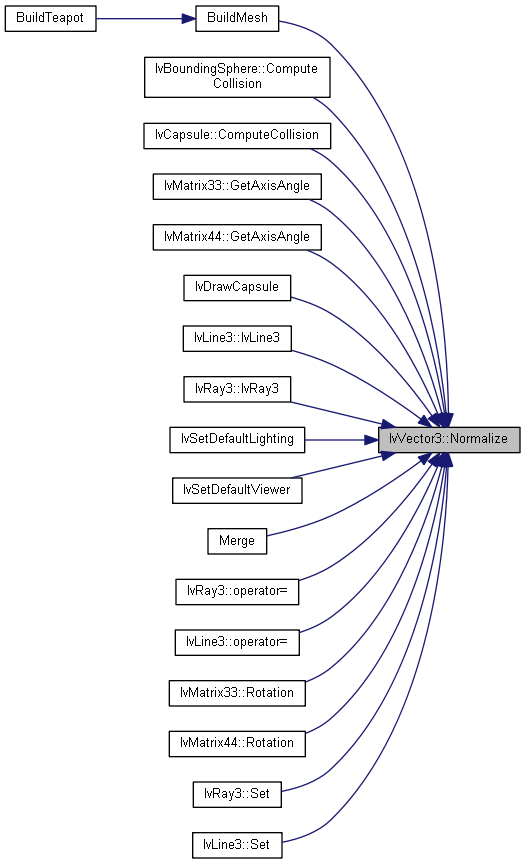 BuildTeapot
BuildMesh
IvBoundingSphere::Compute
Collision
IvCapsule::ComputeCollision
IvMatrix33::GetAxisAngle
IvMatrix44::GetAxisAngle
IvDrawCapsule
IvLine3::IvLine3
IvRay3::IvRay3
IvVector3::Normalize
IvSetDefaultLighting
IvSetDefaultViewer
Merge
IvRay3::operator=
IvLine3::operator=
IvMatrix33::Rotation
IvMatrix44::Rotation
IvRay3::Set
IvLine3::Set